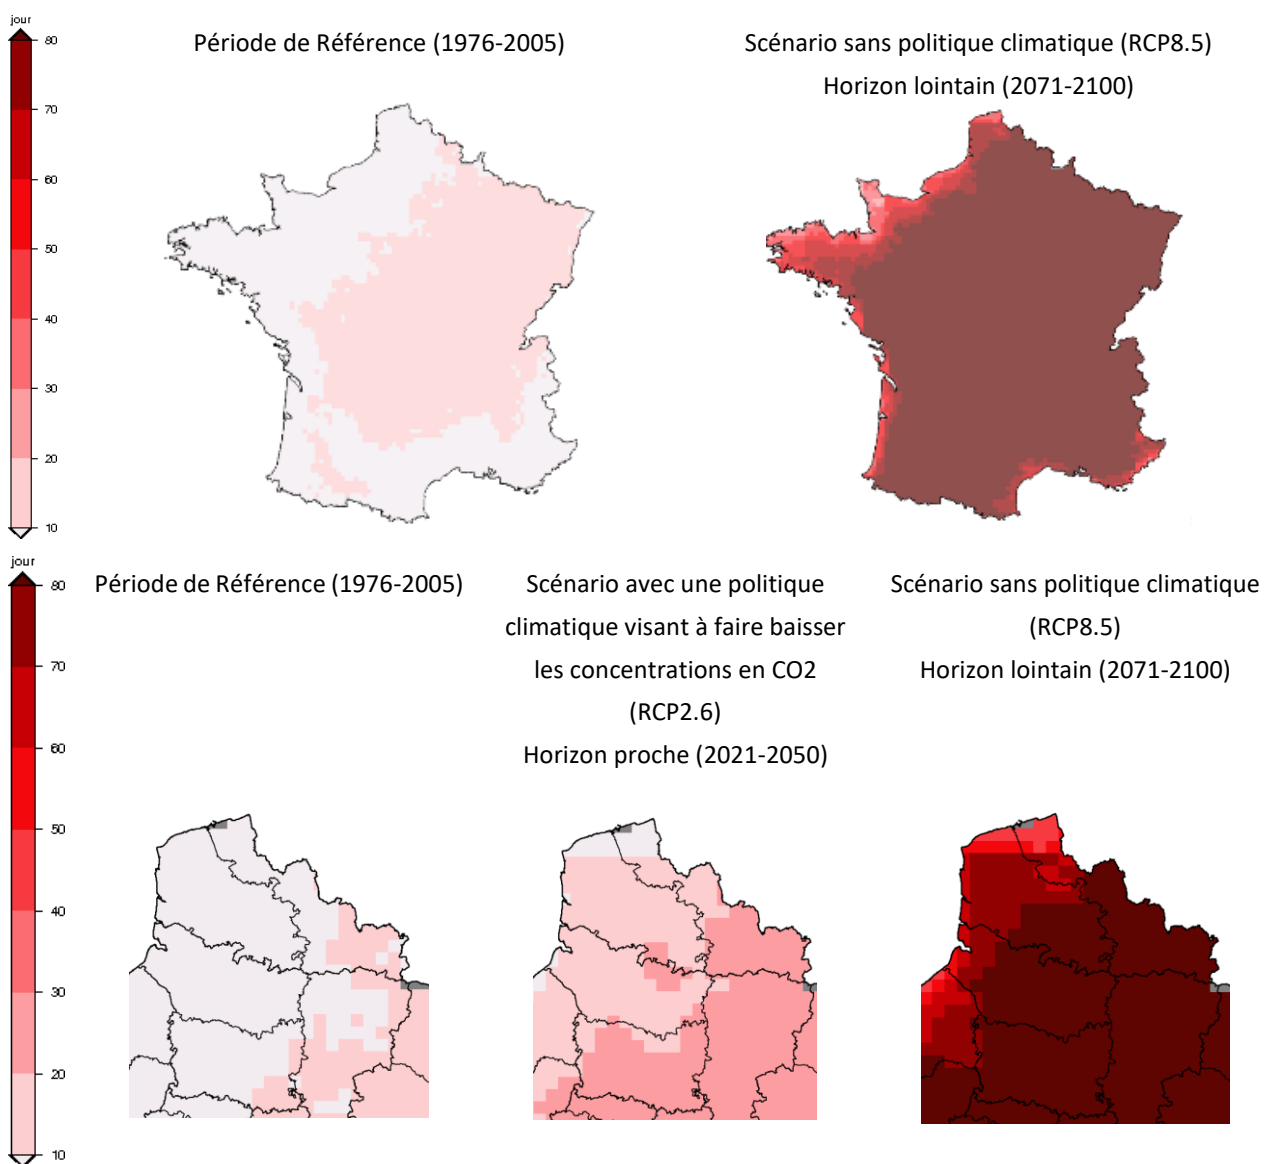 jour
80
70
60
50
40
30
20
10
Période de Référence (1976-2005)
Scénario sans politique climatique (RCP8.5)
Horizon lointain (2071-2100)
jour
80
70
60
50
40
30
20
10
Période de Référence (1976-2005)
Scénario avec une politique
climatique visant à faire baisser
les concentrations en CO2
(RCP2.6)
Horizon proche (2021-2050)
Scénario sans politique climatique
(RCP8.5)
Horizon lointain (2071-2100)